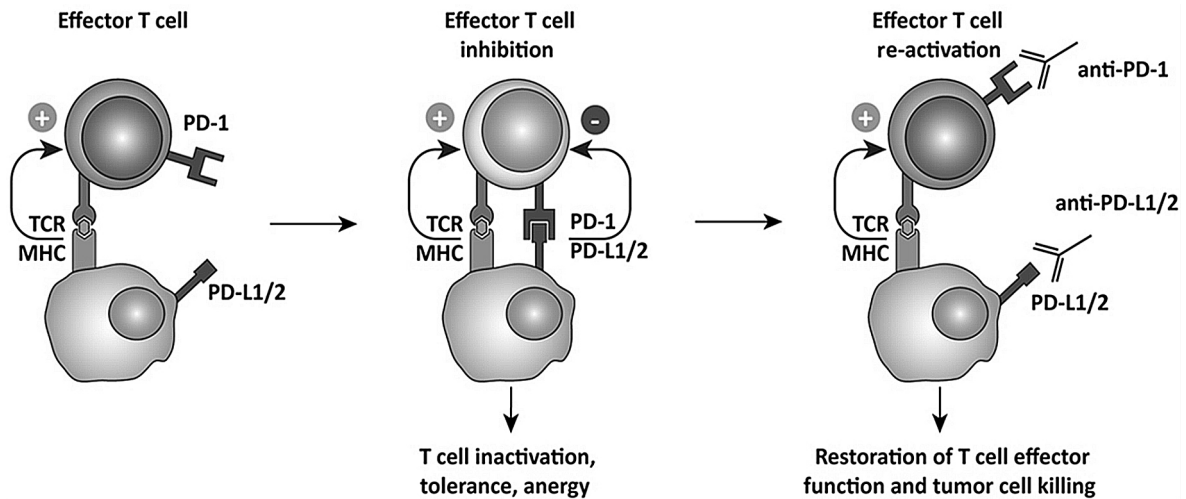 Effector T cell
+
PD-1
TCR
MHC
PD-L1/2
Effector T cell
inhibition
+
-
TCR
MHC
PD-1
PD-L1/2
T cell inactivation,
tolerance, anergy
Effector T cell
re-activation
anti-PD-1
+
TCR
MHC
anti-PD-L1/2
PD-L1/2
Restoration of T cell effector
function and tumor cell killing